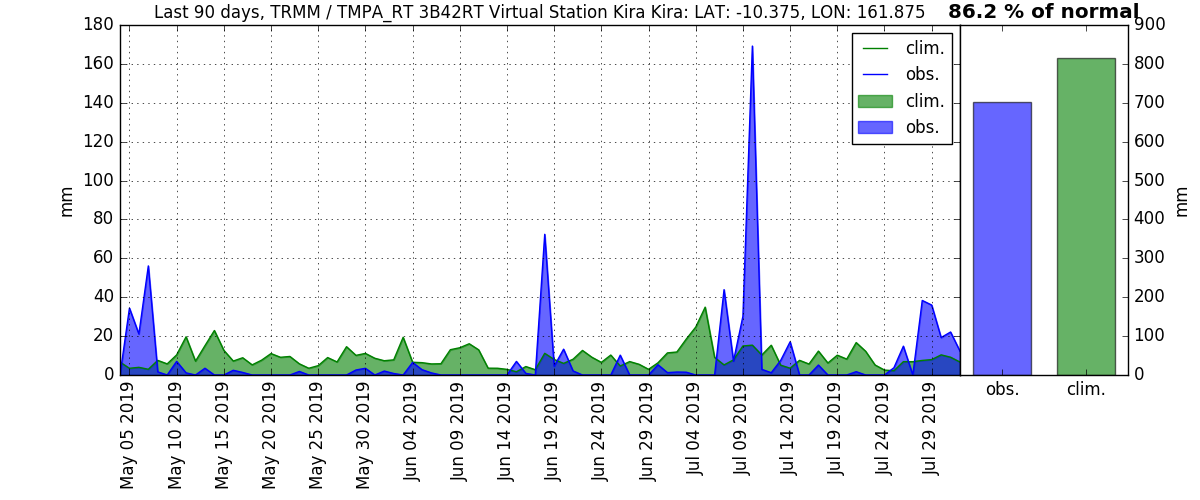 Last 90 days, TRMM / TMPA_RT 3B42RT Virtual Station Kira Kira: LAT: -10.375, LON: 161.875
86.2 % of normal
180
160
140
120
100
80
60
40
20
0
mm
clim.
obs.
clim.
obs.
May 05 2019
May 10 2019
May 15 2019
May 20 2019
May 25 2019
May 30 2019
Jun 04 2019
Jun 09 2019
Jun 14 2019
Jun 19 2019
Jun 24 2019
Jun 29 2019
Jul 04 2019
Jul 09 2019
Jul 14 2019
Jul 19 2019
Jul 24 2019
Jul 29 2019
900
800
700
600
500
400
300
200
100
0
mm
obs.
clim.